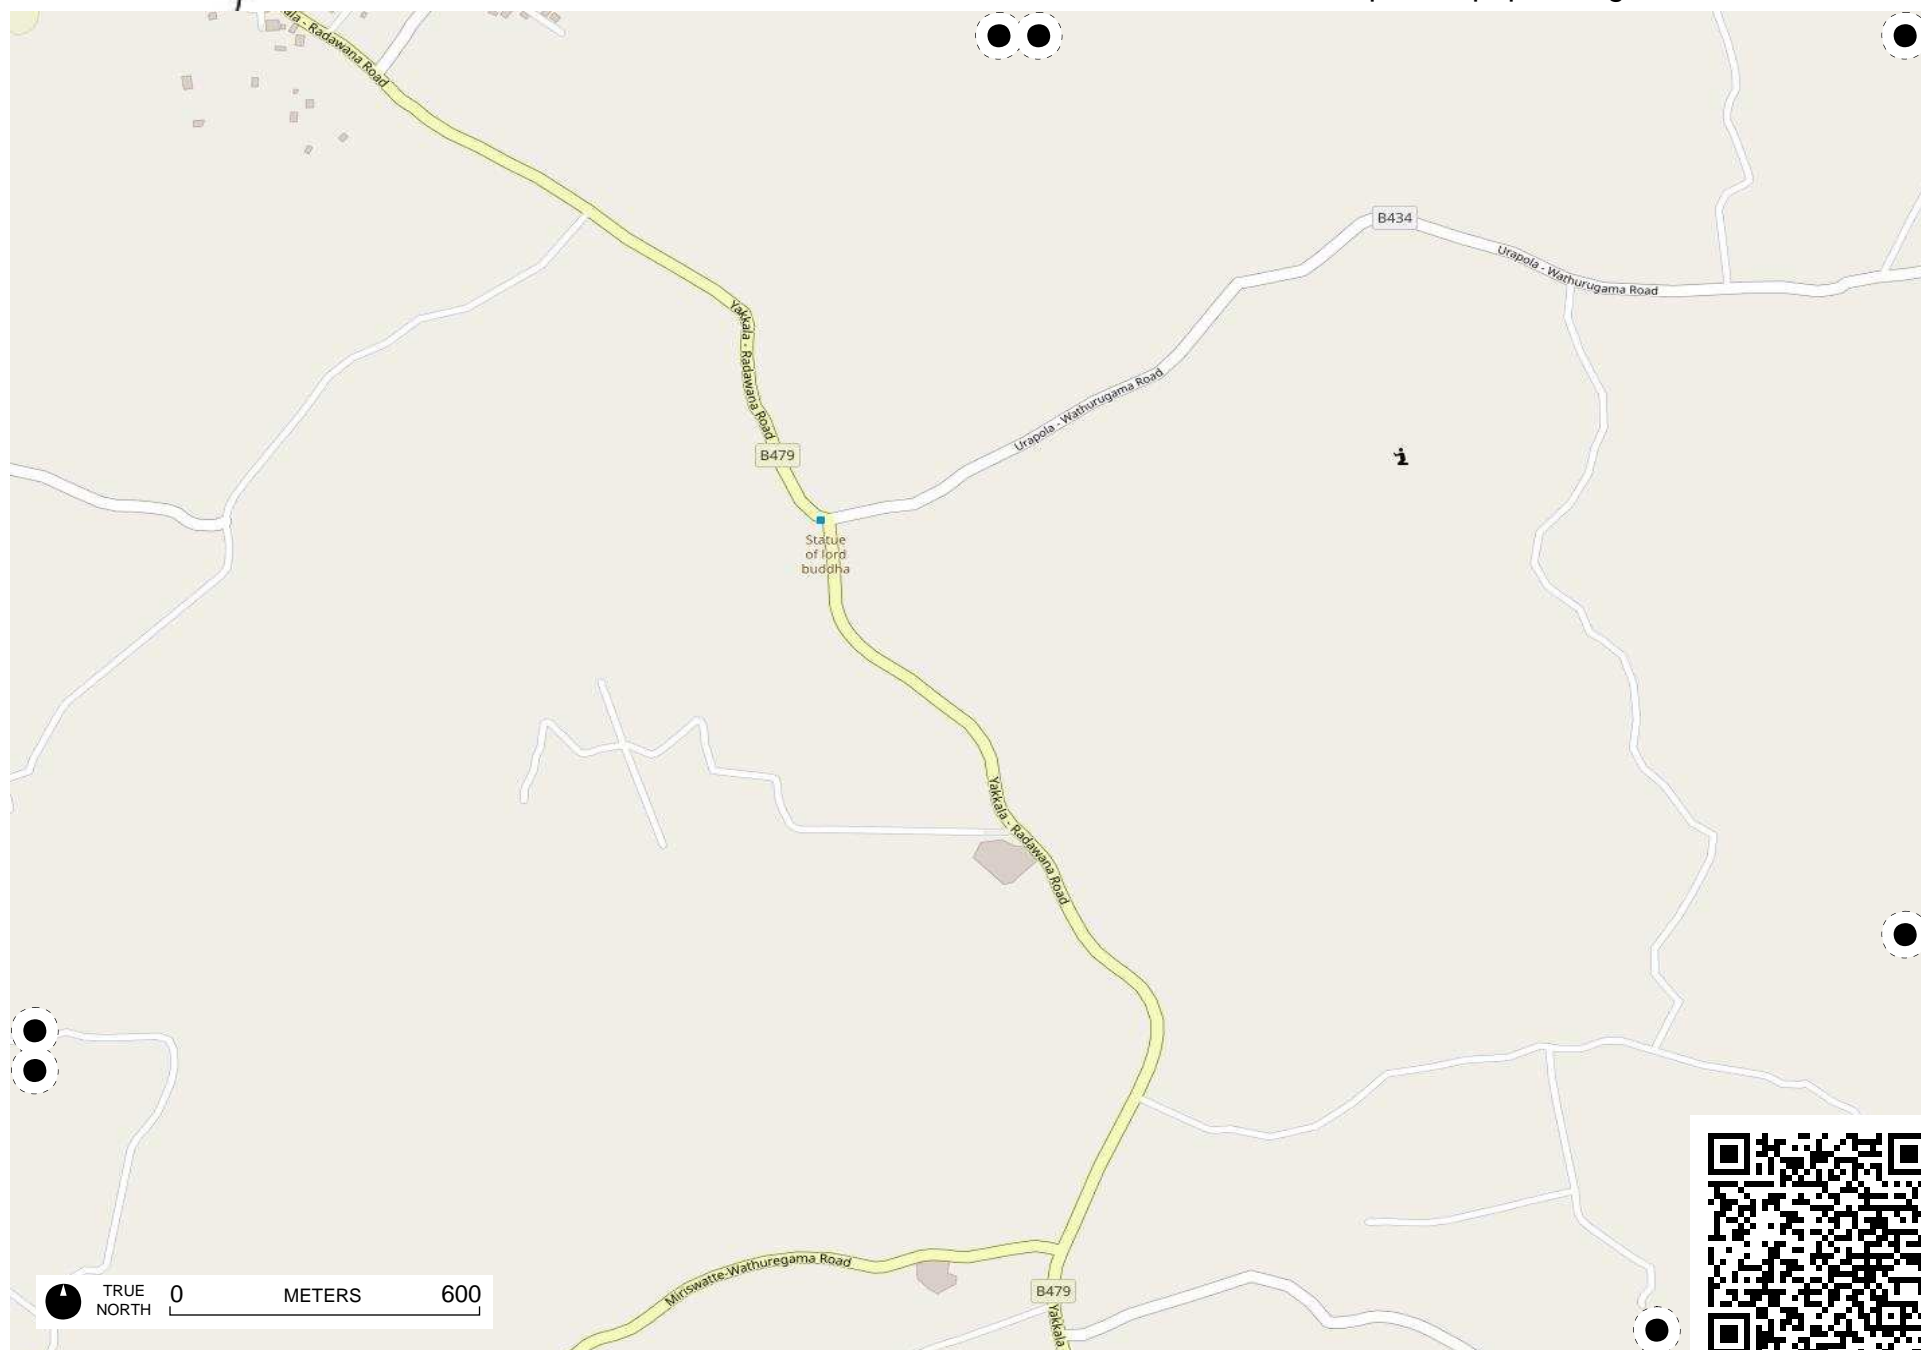 Radawana Road
B434
Urapola - Wathurugama Road
Yakkala - Radawana Road
Urapola - Wathurugama Road
B479
Statue
of lord
buddha
Yakkala - Radawana Road
Miriswatte-Wathuregama Road
B479
Yakkala
TRUE
NORTH
0 METERS 600